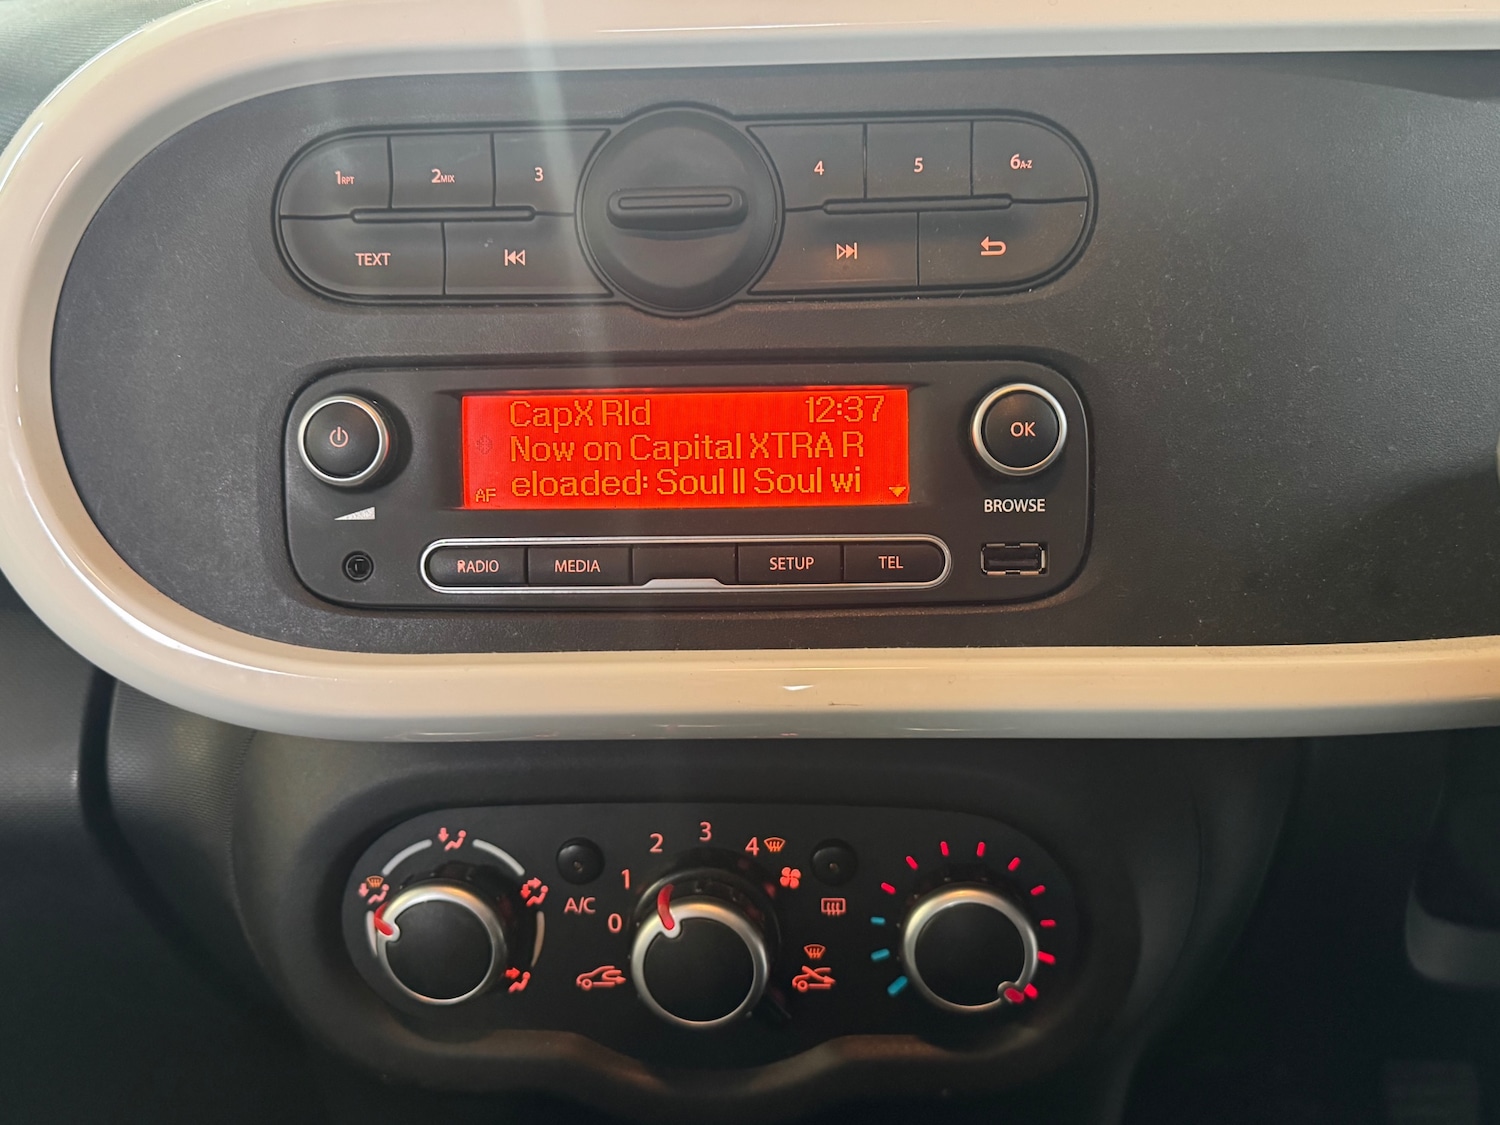 1RPT 2MIX 3 4 5 6A-Z
TEXT
CapX Rld 12:37
Now on Capital XTRA R
eloaded: Soul II Soul wi
AF
OK
BROWSE
RADIO MEDIA SETUP TEL
A/C
0 1 2 3 4